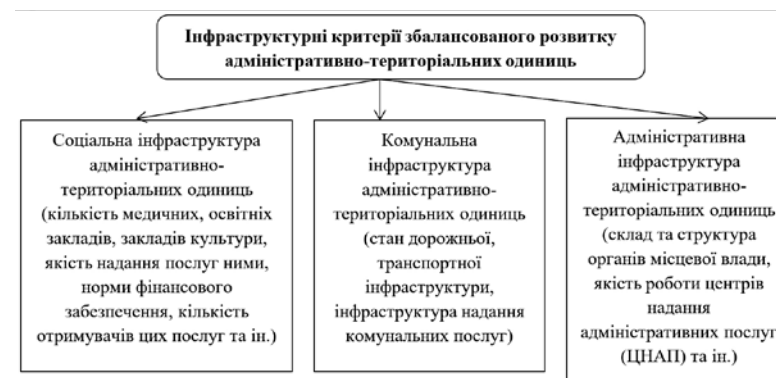 Інфраструктурні критерії збалансованого розвитку
адміністративно-територіальних одиниць
Соціальна інфраструктура
адміністративно-
територіальних одиниць
(кількість медичних, освітніх
закладів, закладів культури,
якість надання послуг ними,
норми фінансового
забезпечення, кількість
отримувачів цих послуг та ін.)
Комунальна
інфраструктура
адміністративно-
територіальних одиниць
(стан дорожньої,
транспортної
інфраструктури,
інфраструктура надання
комунальних послуг)
Адміністративна
інфраструктура
адміністративно-
територіальних одиниць
(склад та структура
органів місцевої влади,
якість роботи центрів
надання
адміністративних послуг
(ЦНАП) та ін.)